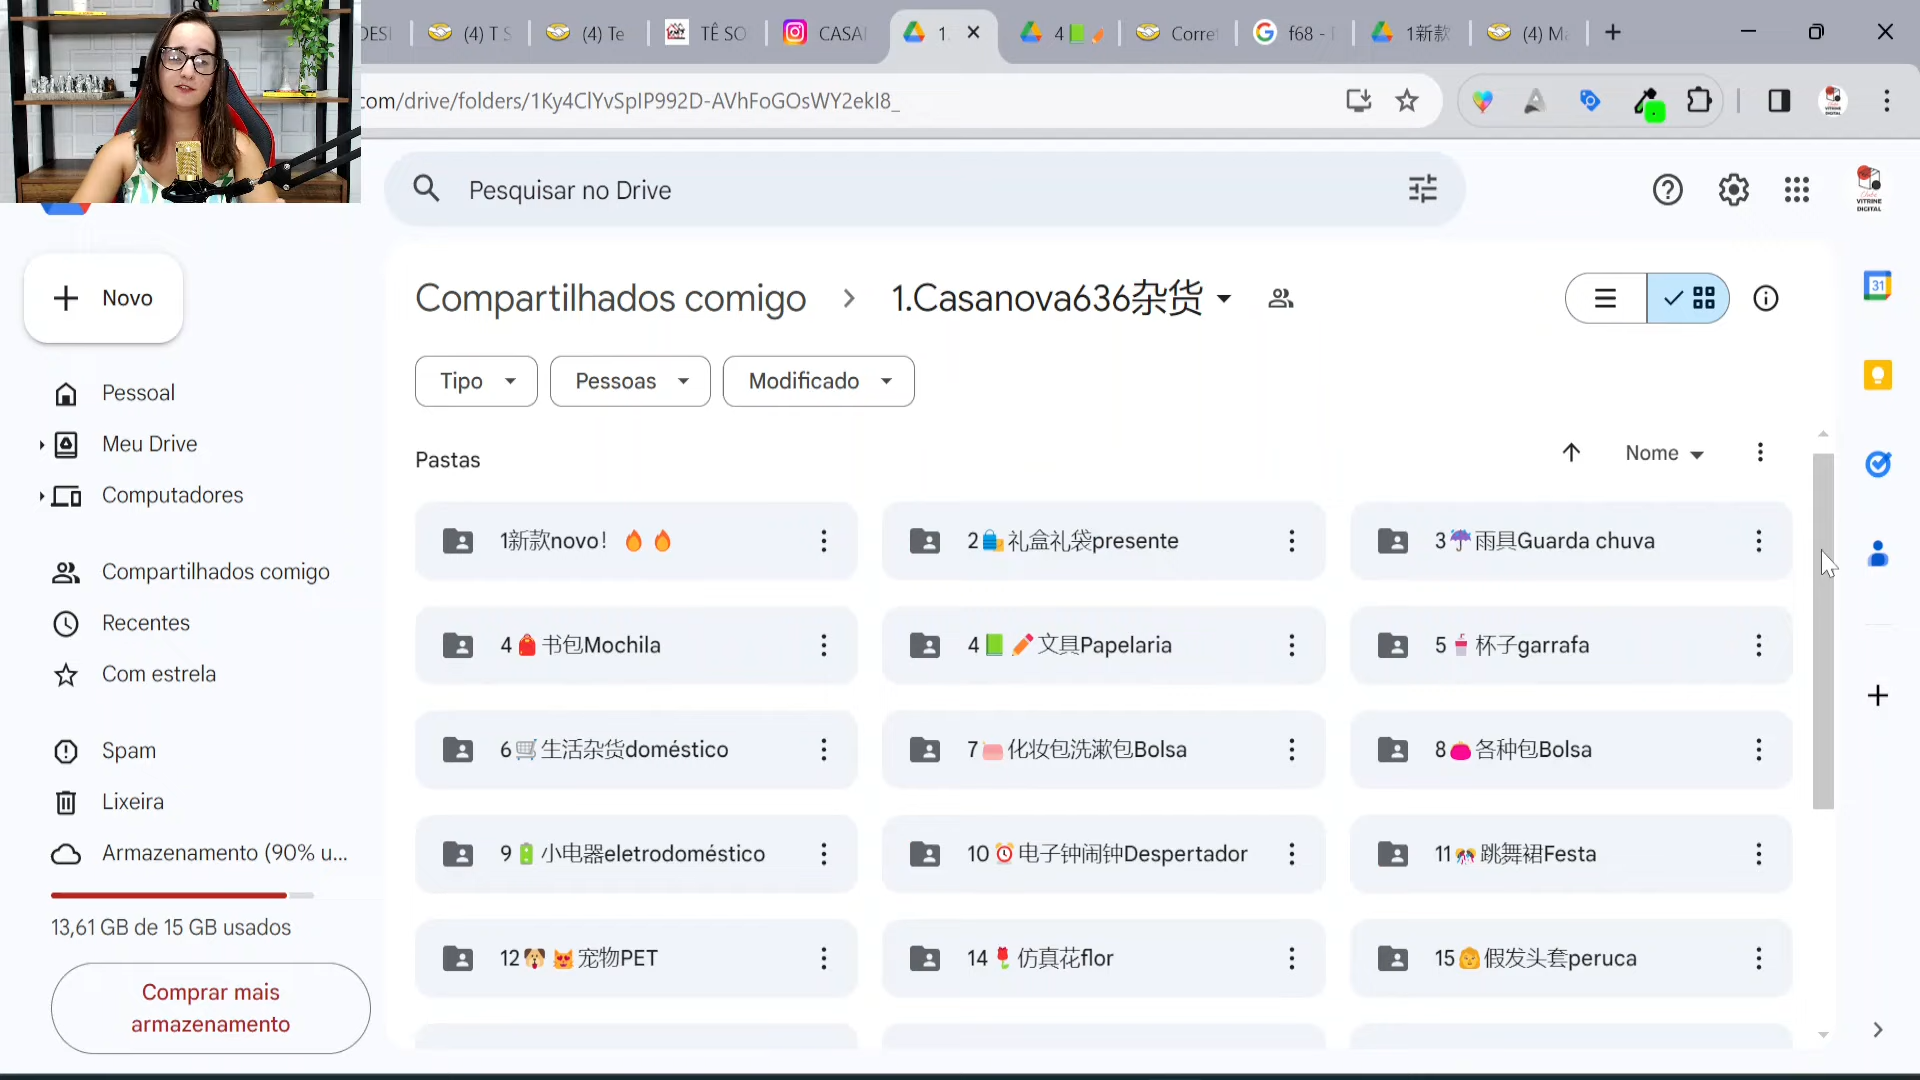 (4) T S
(4) Te
TÊ SO
CASA
1.
4
Corre
f68 -
1新款
(4) Ma
com/drive/folders/1Ky4ClYvSpIP992D-AVhFoGOsWY2ekI8_
Pesquisar no Drive
VITRINE
DIGITAL
Novo
Compartilhados comigo
1.Casanova636杂货
31
Tipo
Pessoas
Modificado
Pessoal
Meu Drive
Computadores
Compartilhados comigo
Recentes
Com estrela
Spam
Lixeira
Armazenamento (90% u...
13,61 GB de 15 GB usados
Comprar mais
armazenamento
Pastas
Nome
1新款novo! 🔥 🔥
2🛍️礼盒礼袋presente
3☔雨具Guarda chuva
4🎒书包Mochila
4📗✏️文具Papelaria
5🥤杯子garrafa
6🛒生活杂货doméstico
7👝化妆包洗漱包Bolsa
8👛各种包Bolsa
9🔋小电器eletrodoméstico
10⏰电子钟闹钟Despertador
11🎊跳舞裙Festa
12🐶😻宠物PET
14🌹仿真花flor
15👩‍🦰假发头套peruca